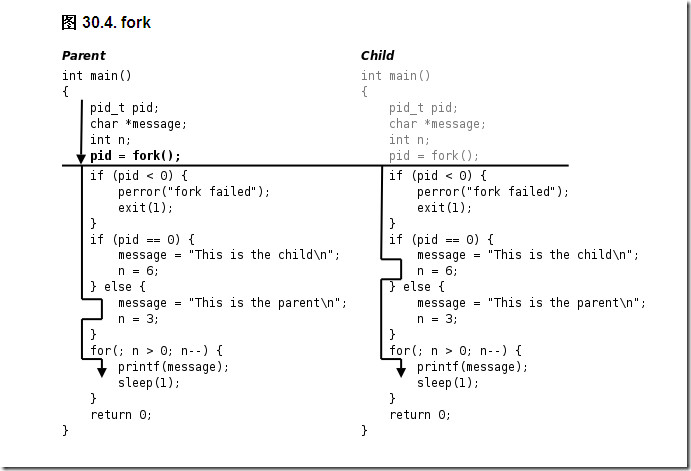 图 30.4. fork
Parent
int main()
{
pid_t pid;
char *message;
int n;
pid = fork();
if (pid < 0) {
perror("fork failed");
exit(1);
}
if (pid == 0) {
message = "This is the child\n";
n = 6;
} else {
message = "This is the parent\n";
n = 3;
}
for(; n > 0; n--) {
printf(message);
sleep(1);
}
return 0;
}
Child
int main()
{
pid_t pid;
char *message;
int n;
pid = fork();
if (pid < 0) {
perror("fork failed");
exit(1);
}
if (pid == 0) {
message = "This is the child\n";
n = 6;
} else {
message = "This is the parent\n";
n = 3;
}
for(; n > 0; n--) {
printf(message);
sleep(1);
}
return 0;
}